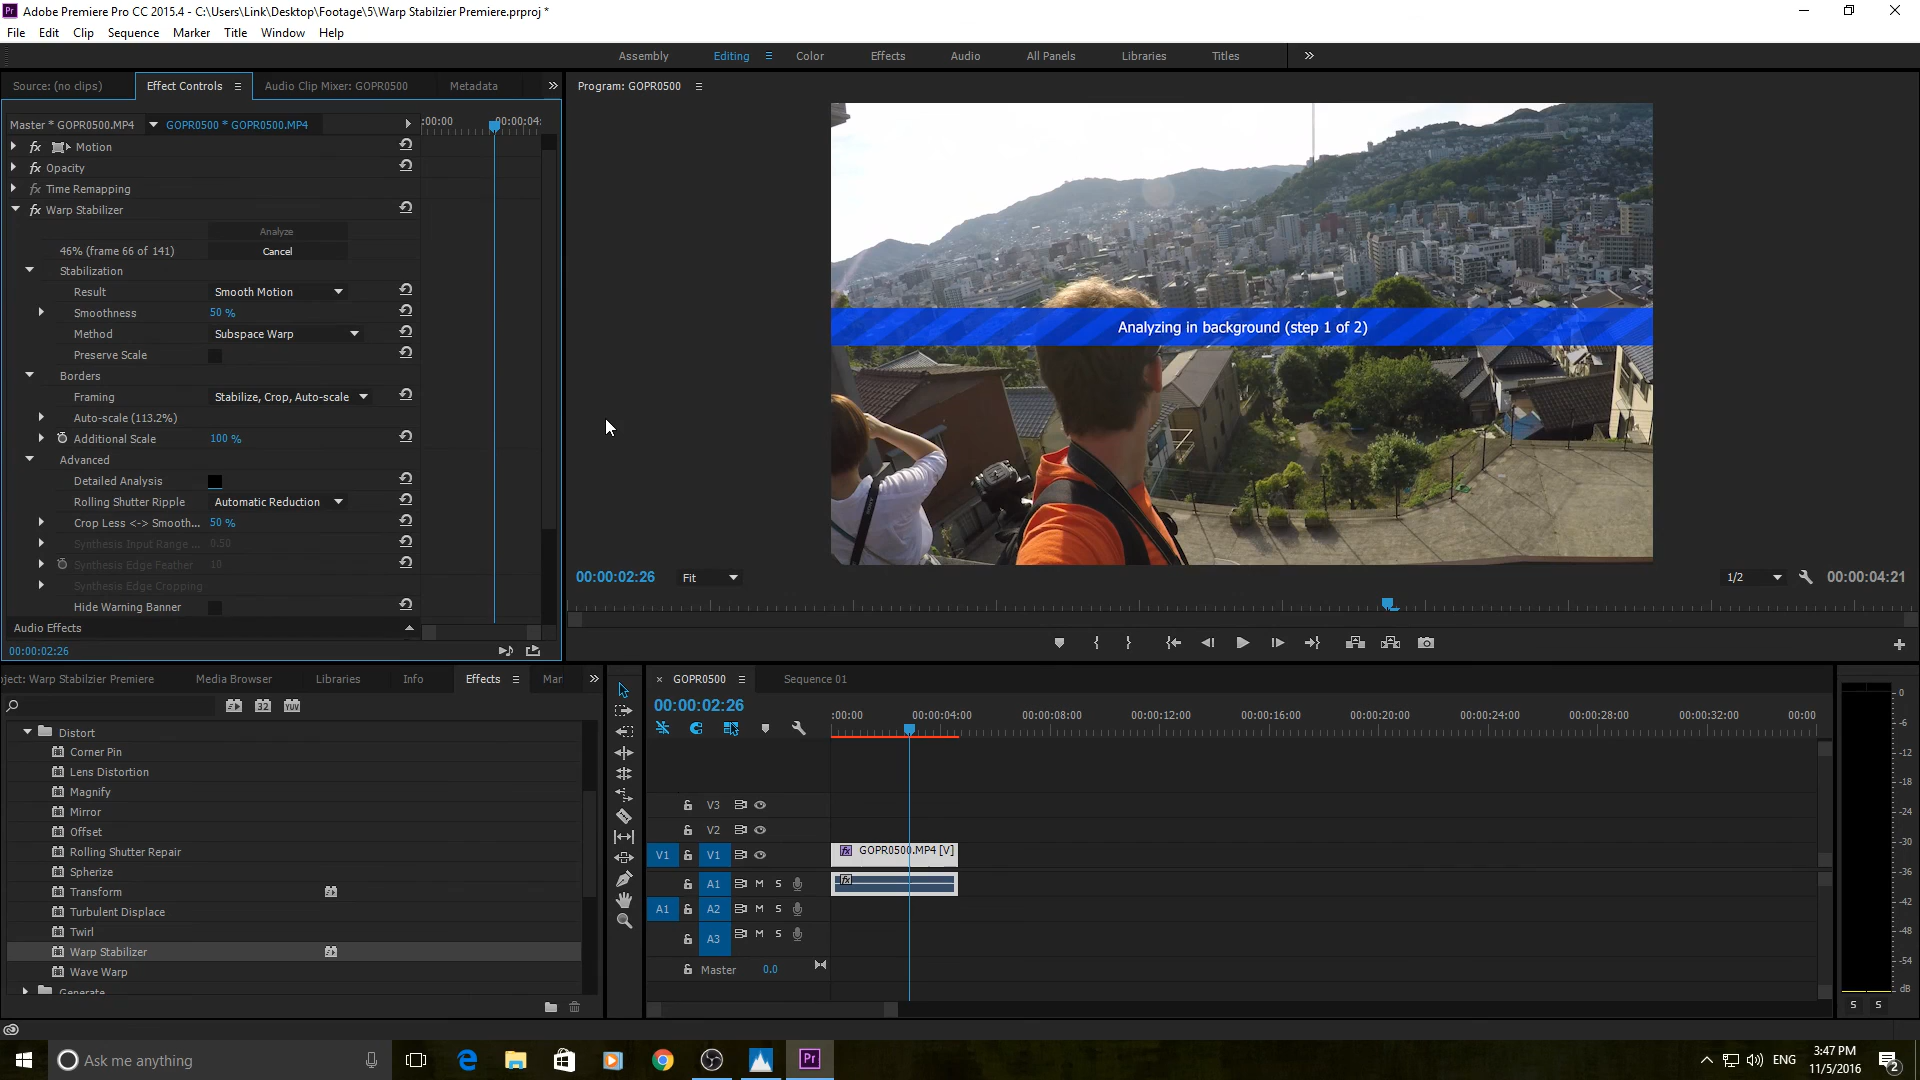 Adobe Premiere Pro CC 2015.4 - C:\Users\Link\Desktop\Footage\5\Warp Stabilzier Premiere.prproj *
File Edit Clip Sequence Marker Title Window Help
Assembly Editing Color Effects Audio All Panels Libraries Titles
Source: (no clips) Effect Controls Audio Clip Mixer: GOPR0500 Metadata
Program: GOPR0500
Master * GOPR0500.MP4 GOPR0500 * GOPR0500.MP4
:00:00 00:00:04:
fx Motion
fx Opacity
fx Time Remapping
fx Warp Stabilizer
Analyze
46% (frame 66 of 141) Cancel
Stabilization
Result Smooth Motion
Smoothness 50 %
Method Subspace Warp
Preserve Scale
Borders
Framing Stabilize, Crop, Auto-scale
Auto-scale (113.2%)
Additional Scale 100 %
Advanced
Detailed Analysis
Rolling Shutter Ripple Automatic Reduction
Crop Less <-> Smooth... 50 %
Synthesis Input Range ... 0.50
Synthesis Edge Feather 10
Synthesis Edge Cropping
Hide Warning Banner
Audio Effects
00:00:02:26
Analyzing in background (step 1 of 2)
00:00:02:26 Fit 1/2 00:00:04:21
oject: Warp Stabilzier Premiere Media Browser Libraries Info Effects Mar
32 YUV
Distort
Corner Pin
Lens Distortion
Magnify
Mirror
Offset
Rolling Shutter Repair
Spherize
Transform
Turbulent Displace
Twirl
Warp Stabilizer
Wave Warp
Generate
× GOPR0500 Sequence 01
00:00:02:26
:00:00 00:00:04:00 00:00:08:00 00:00:12:00 00:00:16:00 00:00:20:00 00:00:24:00 00:00:28:00 00:00:32:00 00:00
V3
V2
V1 V1 fx GOPR0500.MP4 [V]
A1 M S fx
A1 A2 M S
A3 M S
Master 0.0
0
-6
-12
-18
-24
-30
-36
-42
-48
-54
dB
S S
Ask me anything
Pr
ENG
3:47 PM
11/5/2016
2